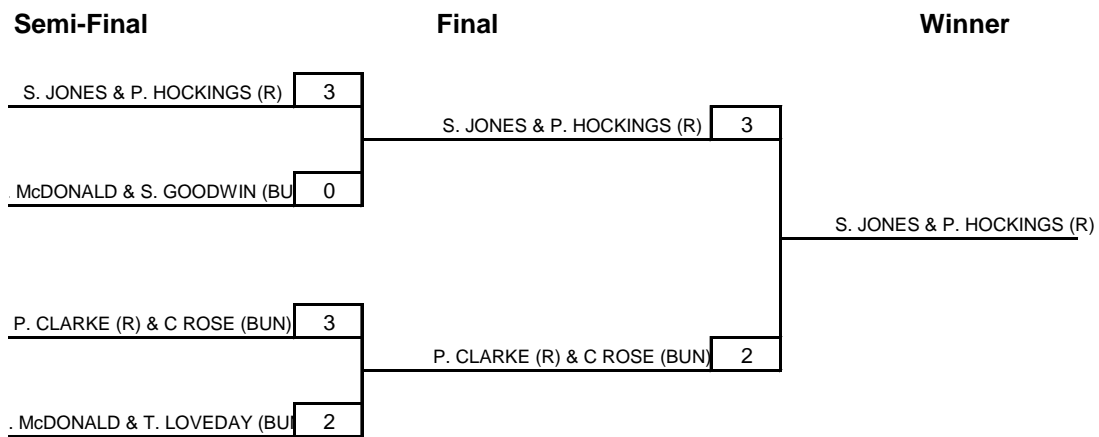 Semi-Final Final Winner
S. JONES & P. HOCKINGS (R) 3
S. JONES & P. HOCKINGS (R) 3
. McDONALD & S. GOODWIN (BU 0
S. JONES & P. HOCKINGS (R)
P. CLARKE (R) & C ROSE (BUN) 3
P. CLARKE (R) & C ROSE (BUN) 2
. McDONALD & T. LOVEDAY (BU 2